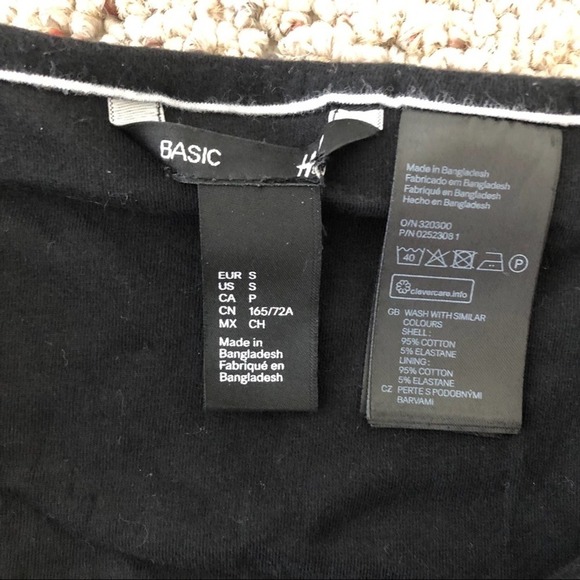 BASIC
EUR S
US S
CA P
CN 165/72A
MX CH
Made in
Bangladesh
Fabriqué en
Bangladesh
Made in Bangladesh
Fabricado em Bangladesh
Fabriqué en Bangladesh
Hecho en Bangladesh
O/N 320300
P/N 0252308 1
40 P
clevercare.info
GB WASH WITH SIMILAR
COLOURS
SHELL:
95% COTTON
5% ELASTANE
LINING:
95% COTTON
5% ELASTANE
CZ PERTE S PODOBNÝMI
BARVAMI